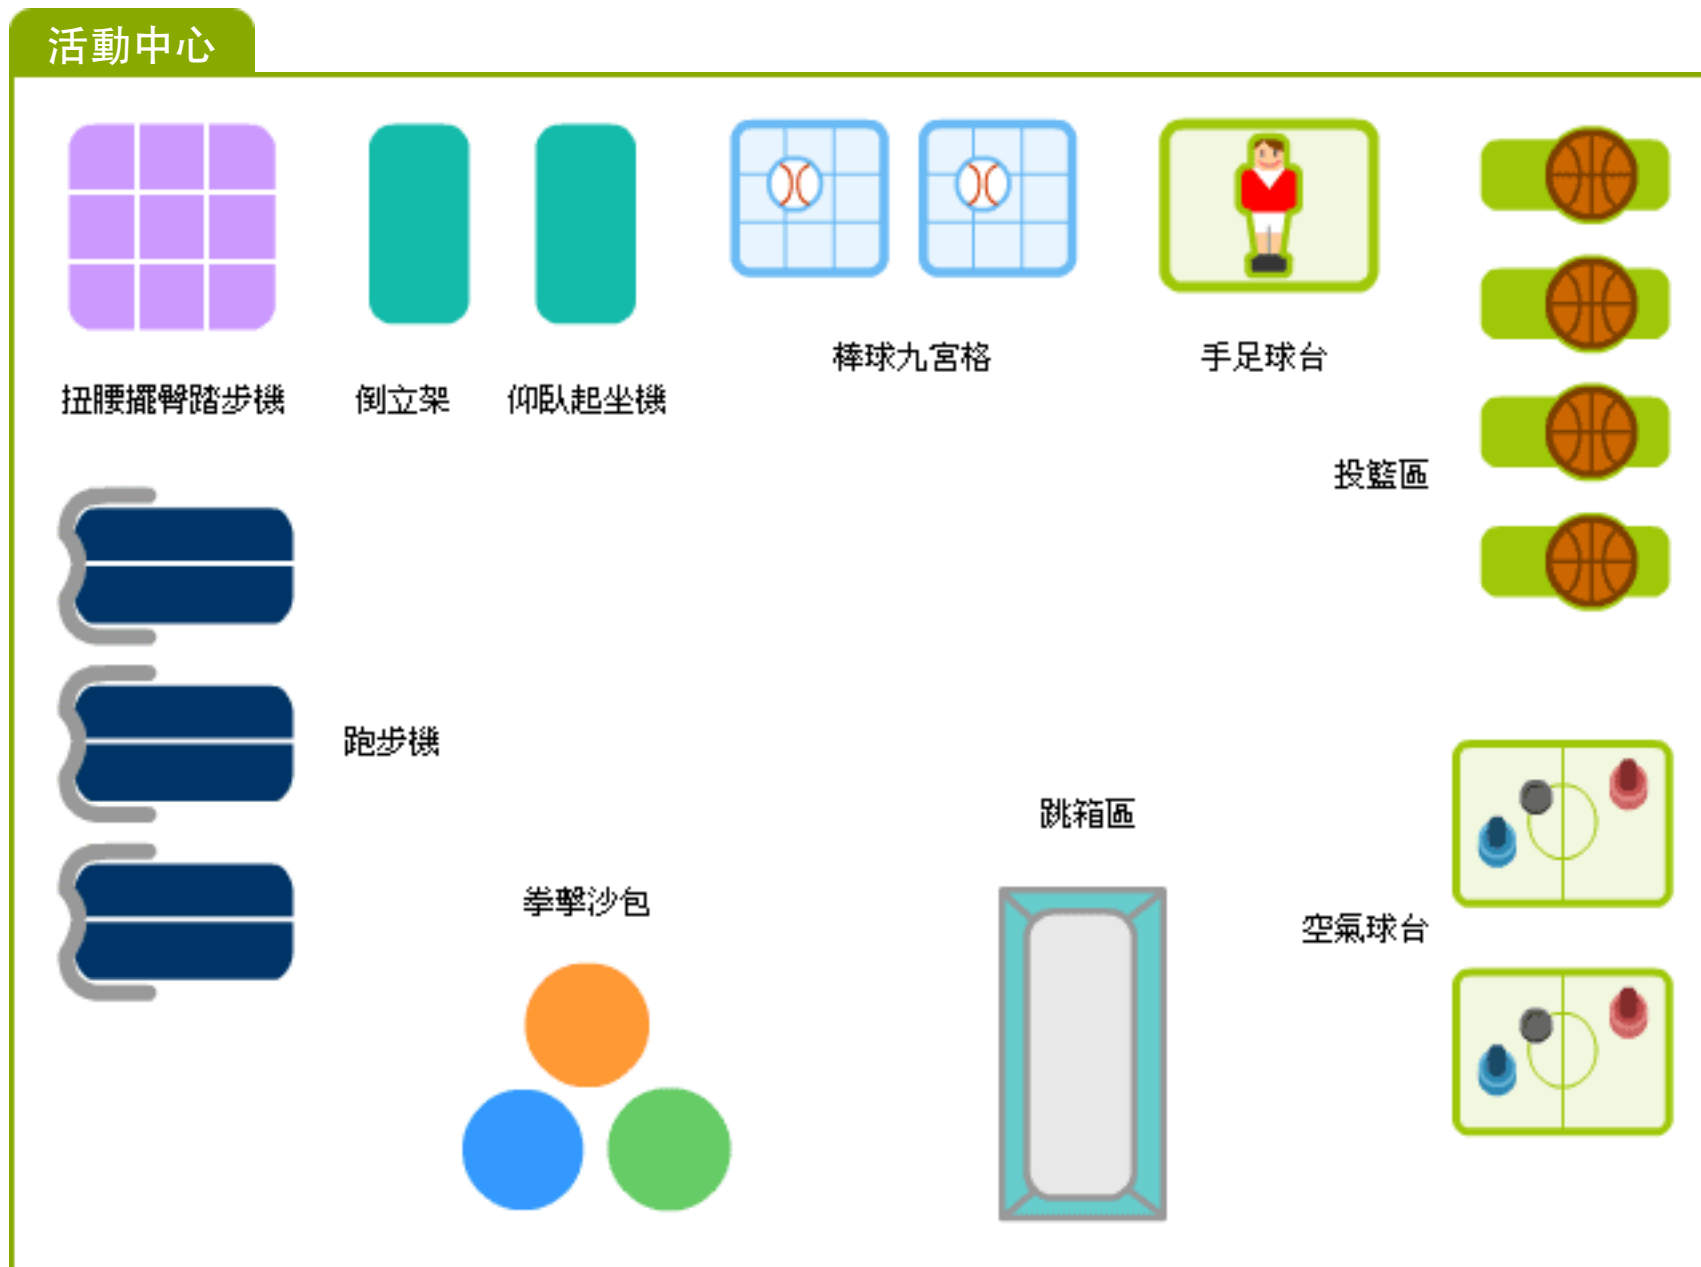 活動中心
棒球九宮格
手足球台
扭腰擺臀踏步機
倒立架
仰臥起坐機
投籃區
跑步機
跳箱區
拳擊沙包
空氣球台